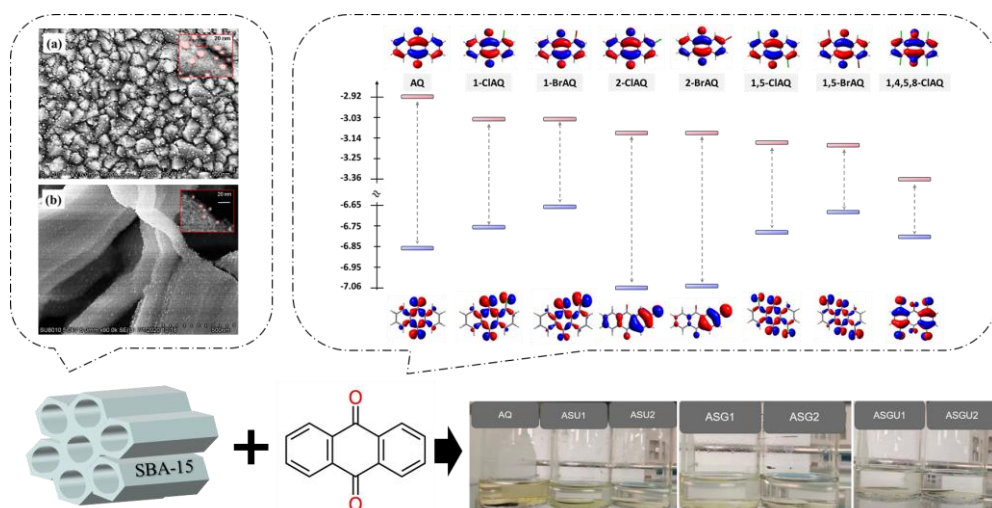 (a)
20 nm
(b)
20 nm
AQ
1-ClAQ
1-BrAQ
2-ClAQ
2-BrAQ
1,5-ClAQ
1,5-BrAQ
1,4,5,8-ClAQ
-2.92
-3.03
-3.14
-3.25
-3.36
-6.65
-6.75
-6.85
-6.95
-7.06
SBA-15
+
O
O
AQ
ASU1
ASU2
ASG1
ASG2
ASGU1
ASGU2